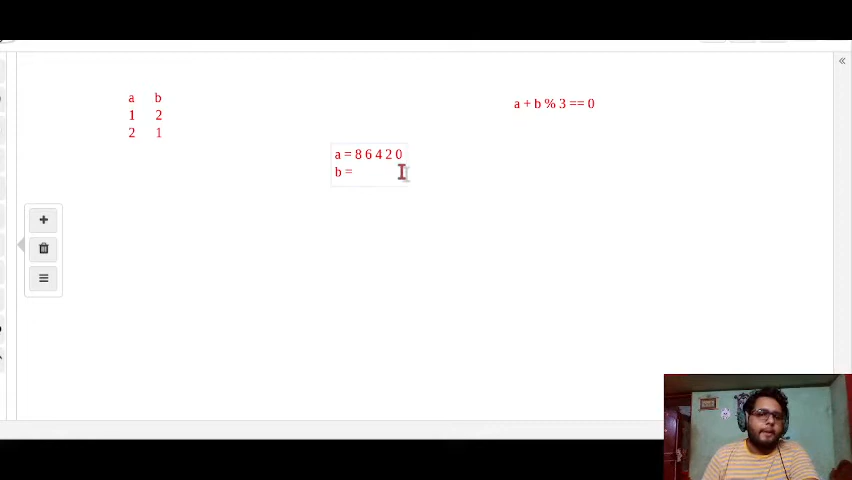 a b
1 2
2 1
a + b % 3 == 0
a = 8 6 4 2 0
b =